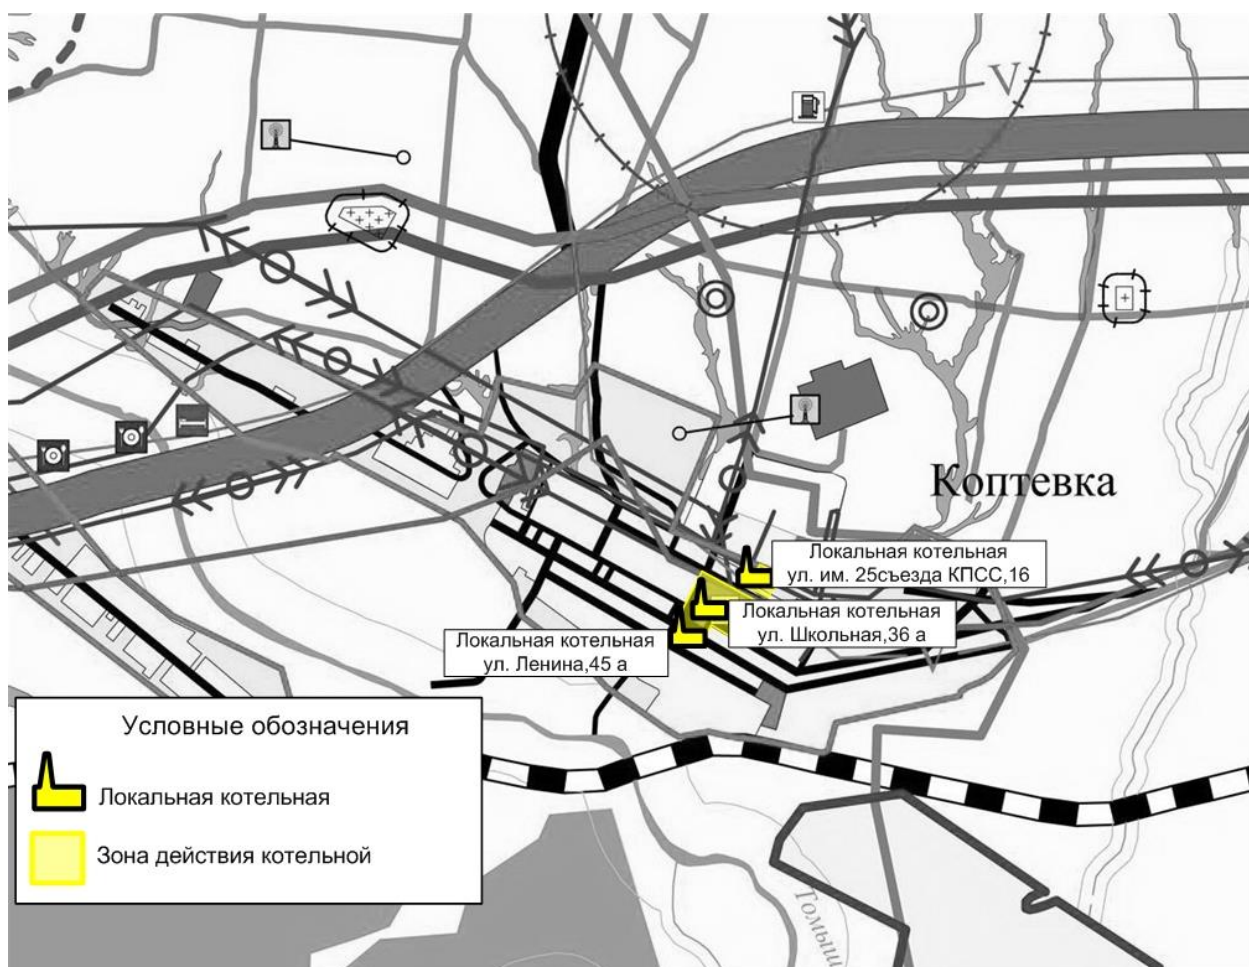 V
Коптевка
Локальная котельная
ул. им. 25съезда КПСС,16
Локальная котельная
ул. Школьная,36 а
Локальная котельная
ул. Ленина,45 а
Условные обозначения
Локальная котельная
Зона действия котельной
Томыш